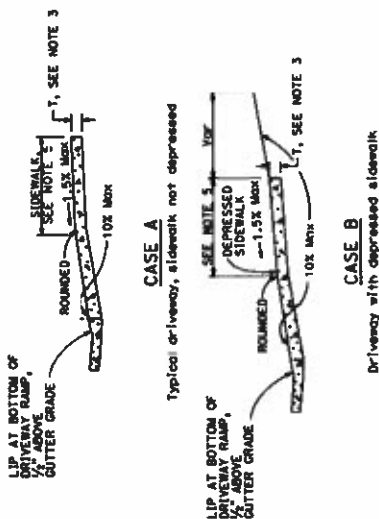 LIP AT BOTTOM OF
DRIVEWAY RAMP,
1/2" ABOVE
GUTTER GRADE
ROUNDED
SIDEWALK
SEE NOTE 5
1.5% Max
T, SEE NOTE 3
10% Max
CASE A
Typical driveway, sidewalk not depressed
LIP AT BOTTOM OF
DRIVEWAY RAMP,
1/2" ABOVE
GUTTER GRADE
ROUNDED
SEE NOTE 5
DEPRESSED
SIDEWALK
1.5% Max
Var
T, SEE NOTE 3
10% Max
CASE B
Driveway with depressed sidewalk